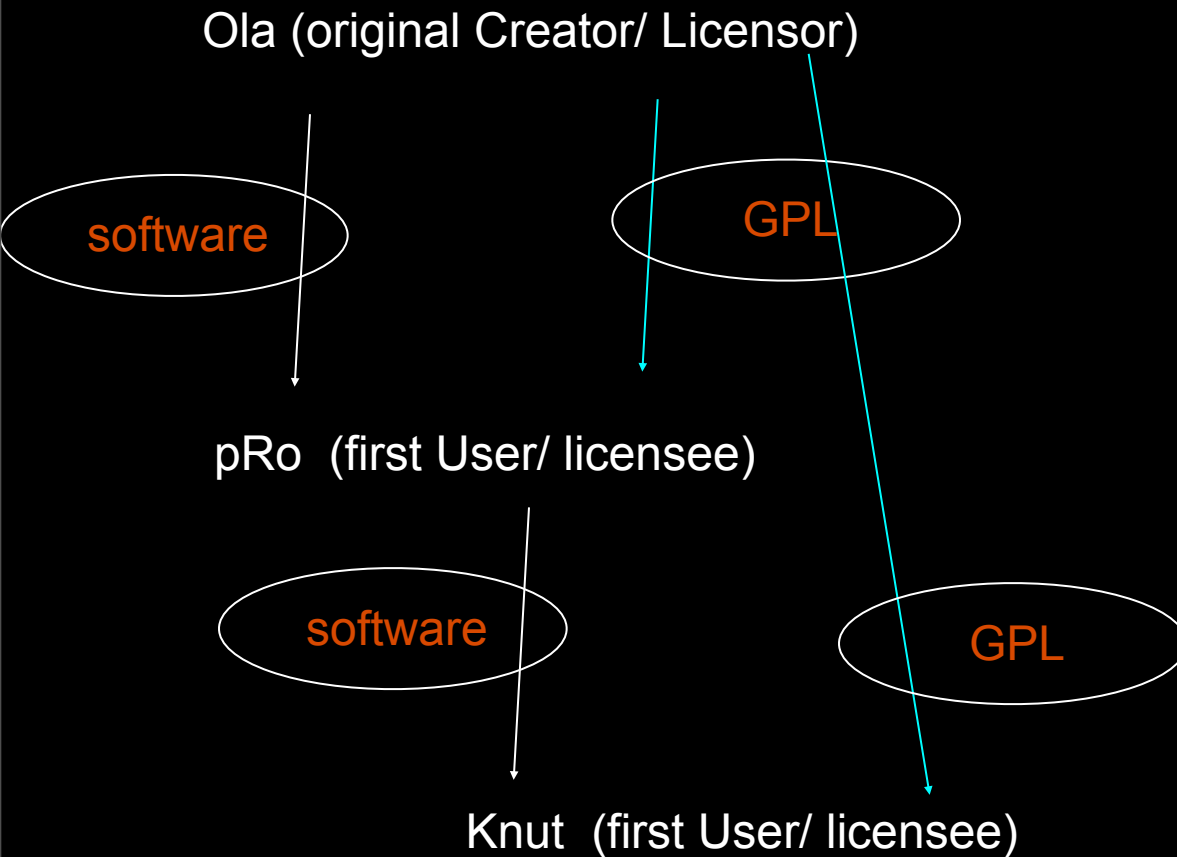 Ola (original Creator/ Licensor)
software
GPL
pRo  (first User/ licensee)
software
GPL
Knut  (first User/ licensee)